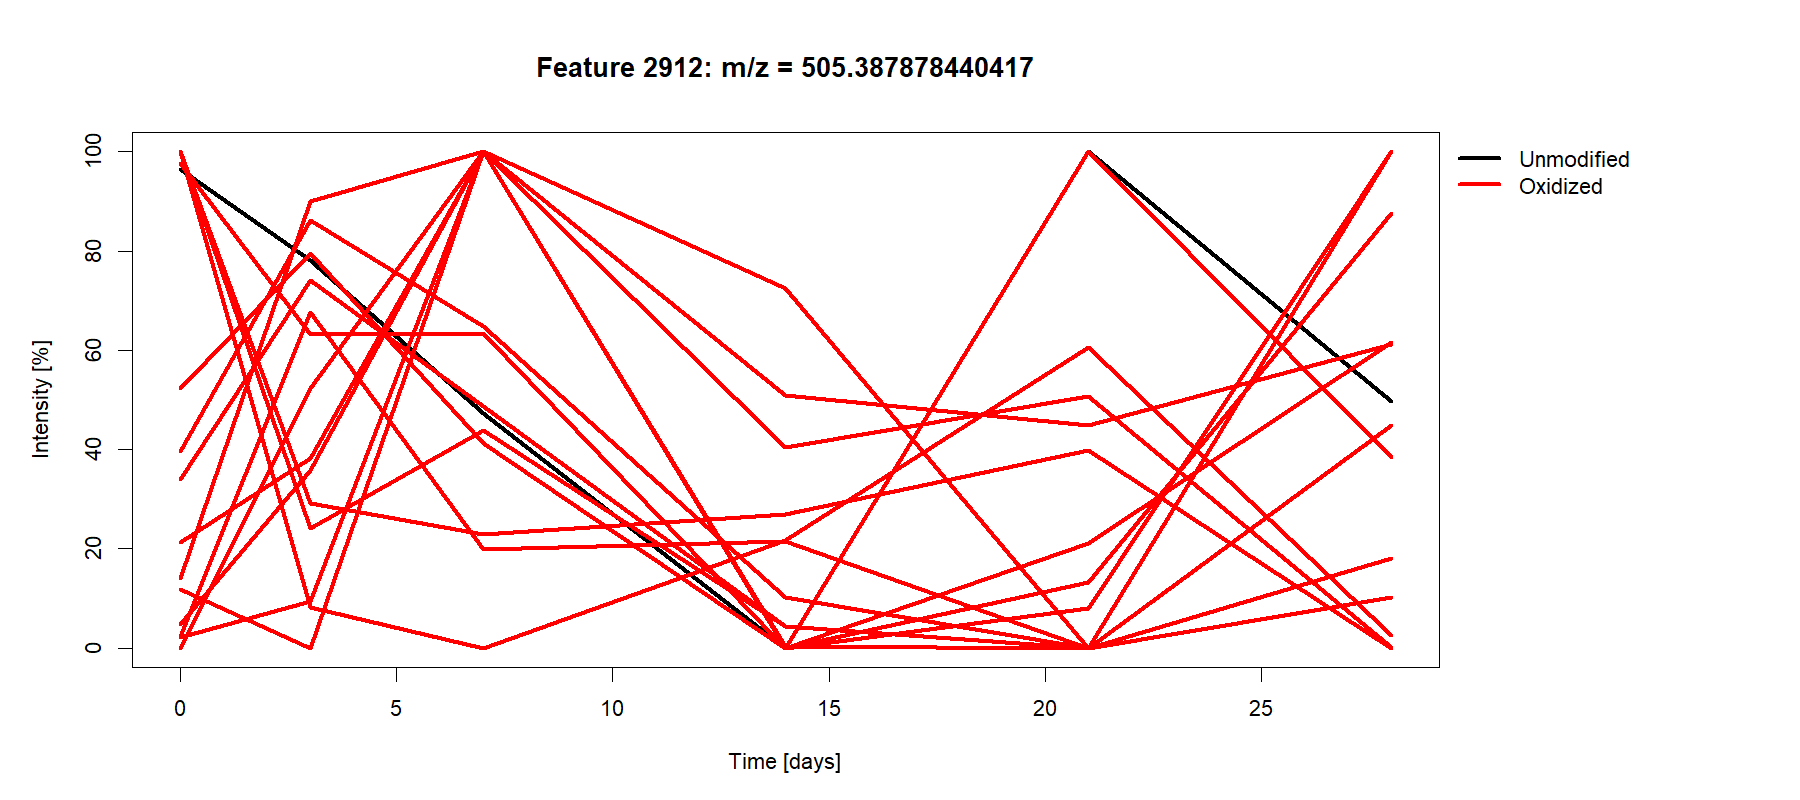 Feature 2912: m/z = 505.387878440417
100
80
60
40
20
0
Intensity [%]
Unmodified
Oxidized
0 5 10 15 20 25
Time [days]